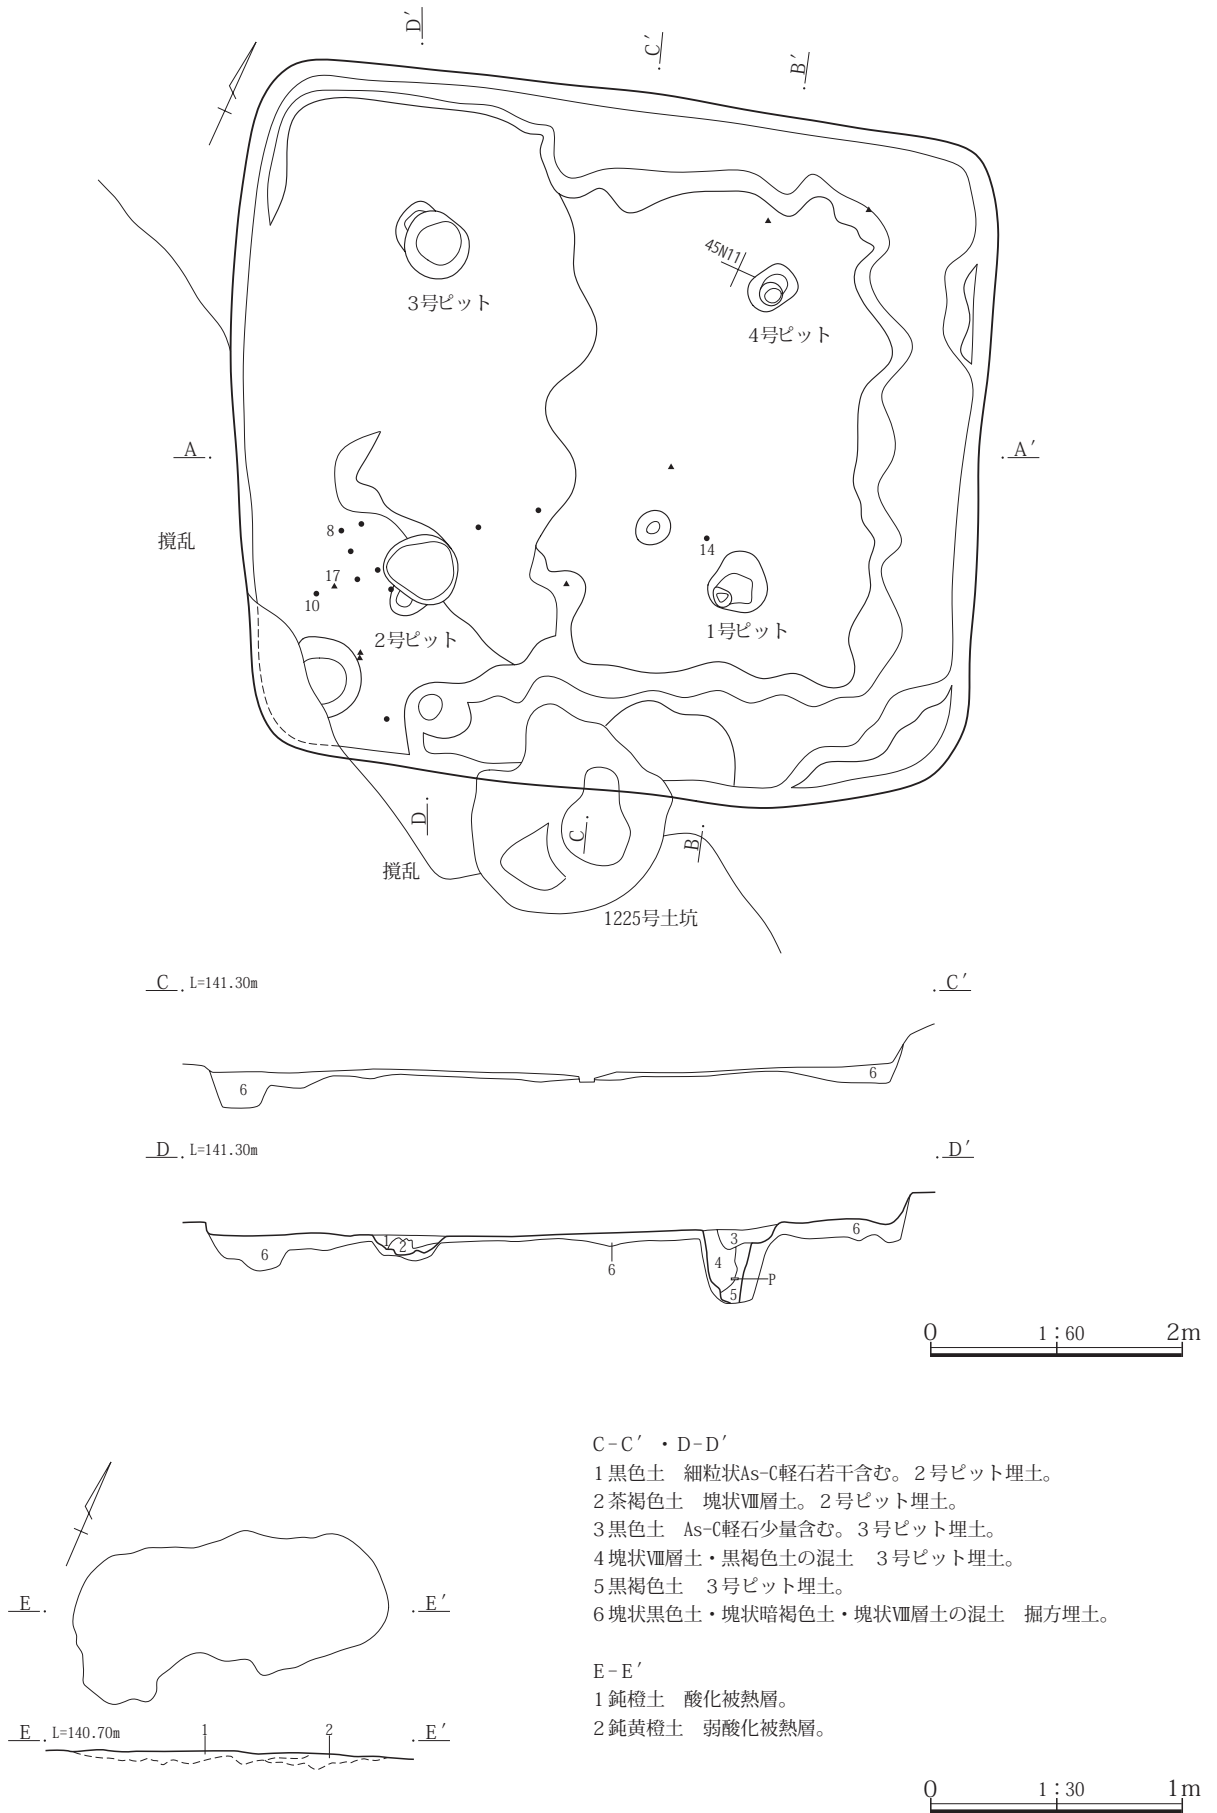 D′
C′
B′
45N11
3号ピット
4号ピット
A
A′
撹乱
8
17
10
14
2号ピット
1号ピット
D
C
B
撹乱
1225号土坑
C L=141.30m C′
6
6
D L=141.30m D′
1
2
6
6
3
4
5
P
6
0 1:60 2m
C-C′・D-D′
1黒色土　細粒状As-C軽石若干含む。２号ピット埋土。
2茶褐色土　塊状Ⅷ層土。２号ピット埋土。
3黒色土　As-C軽石少量含む。３号ピット埋土。
4塊状Ⅷ層土・黒褐色土の混土　３号ピット埋土。
5黒褐色土　３号ピット埋土。
6塊状黒色土・塊状暗褐色土・塊状Ⅷ層土の混土　掘方埋土。
E E′
E-E′
1鈍橙土　酸化被熱層。
2鈍黄橙土　弱酸化被熱層。
E L=140.70m 1 2 E′
0 1:30 1m